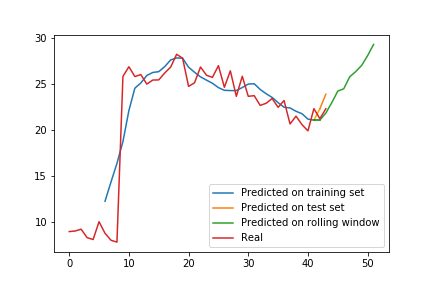 30
25
20
15
10
0
10
20
30
40
50
Predicted on training set
Predicted on test set
Predicted on rolling window
Real